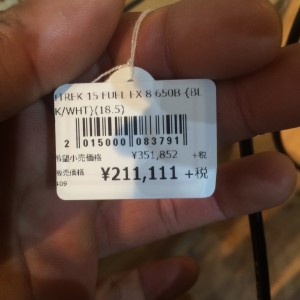 TREK 15 FUEL EX 8 650B {BL
K/WHT}(18.5)
2 015000 083791
希望小売価格 ¥351,852 +税
販売価格 ¥211,111 +税
409